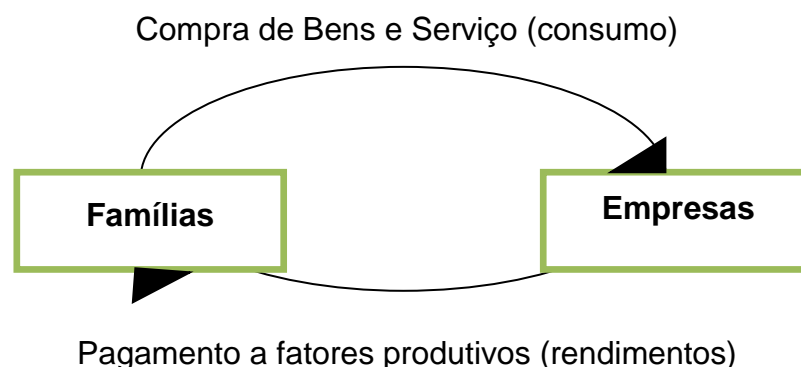 Compra de Bens e Serviço (consumo)
Famílias
Empresas
Pagamento a fatores produtivos (rendimentos)